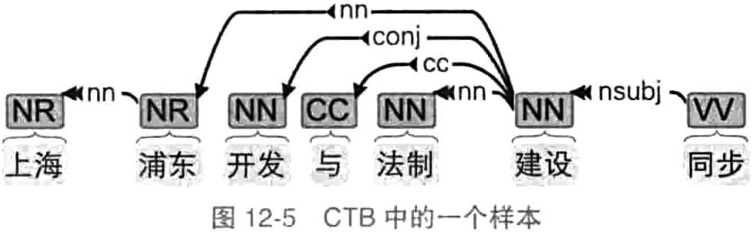 nn
conj
cc
NR nn NR NN CC NN nn NN nsubj VV
上海 浦东 开发 与 法制 建设 同步
图 12-5 CTB 中的一个样本